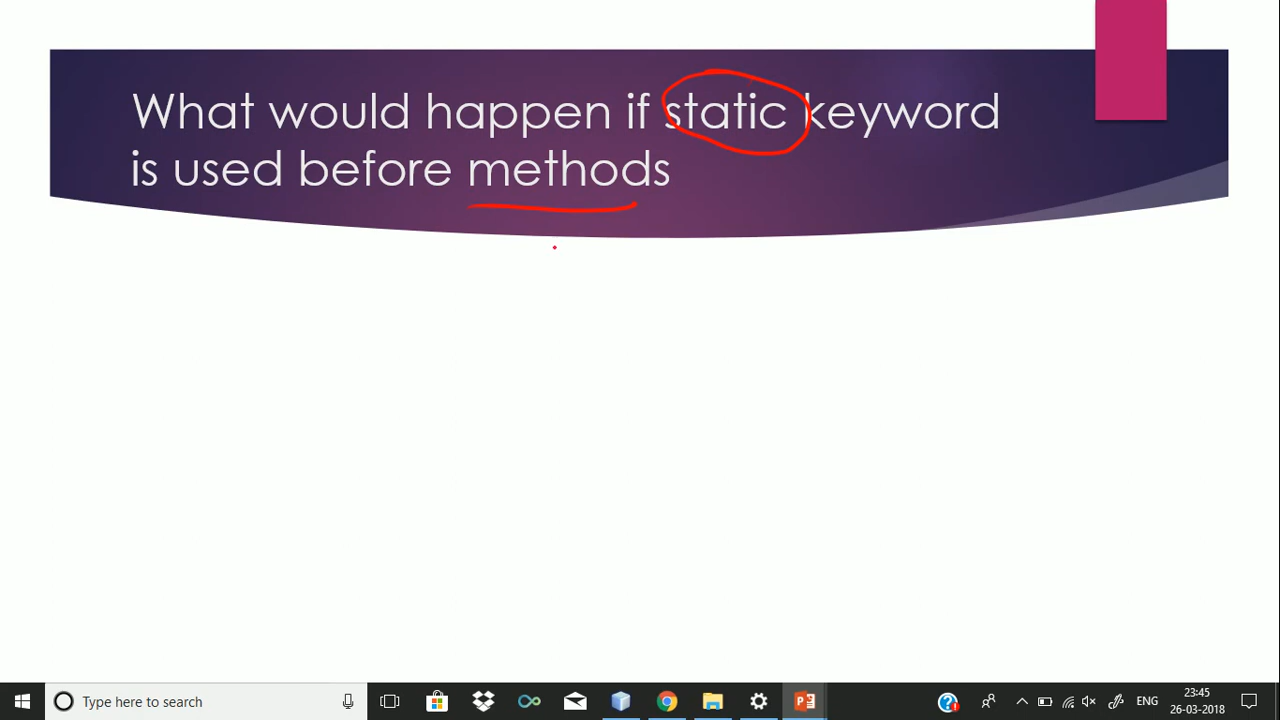 What would happen if static keyword
is used before methods
Type here to search
ENG
23:45
26-03-2018